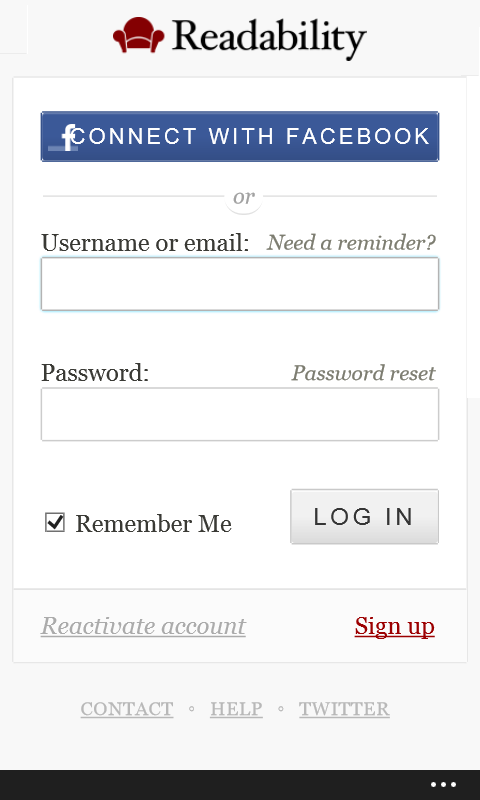 Readability
f CONNECT WITH FACEBOOK
or
Username or email: Need a reminder?
Password: Password reset
Remember Me LOG IN
Reactivate account Sign up
CONTACT ◦ HELP ◦ TWITTER